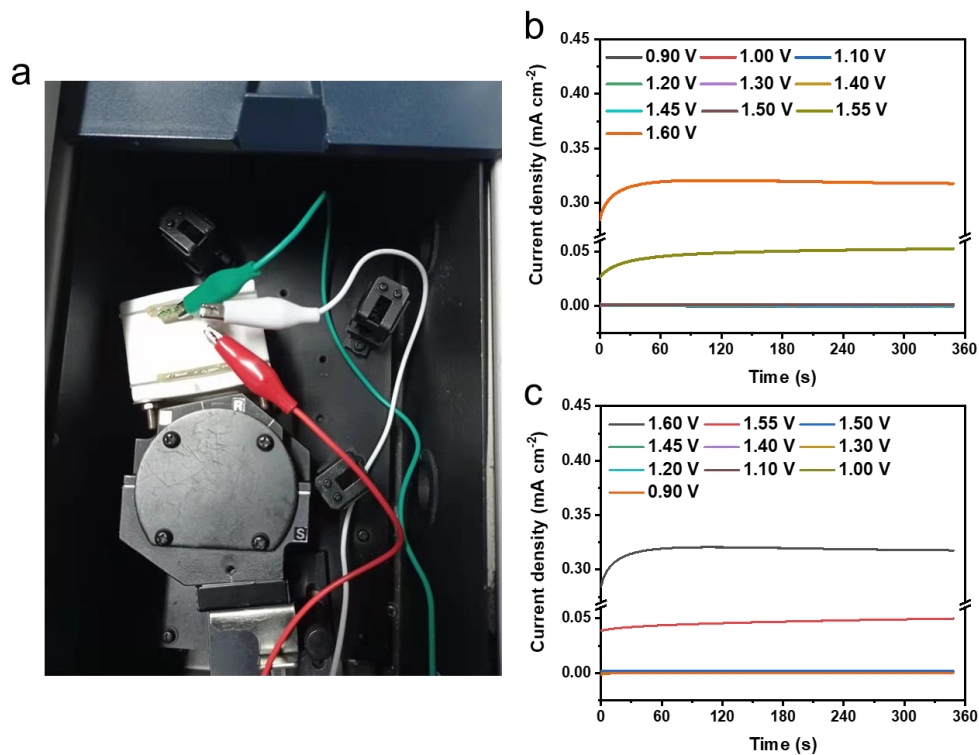 a
R
S
b
0.90 V 1.00 V 1.10 V
1.20 V 1.30 V 1.40 V
1.45 V 1.50 V 1.55 V
1.60 V
Current density (mA cm⁻²)
0.45
0.40
0.35
0.30
0.05
0.00
0 60 120 180 240 300 360
Time (s)
c
1.60 V 1.55 V 1.50 V
1.45 V 1.40 V 1.30 V
1.20 V 1.10 V 1.00 V
0.90 V
Current density (mA cm⁻²)
0.45
0.40
0.35
0.30
0.05
0.00
0 60 120 180 240 300 360
Time (s)